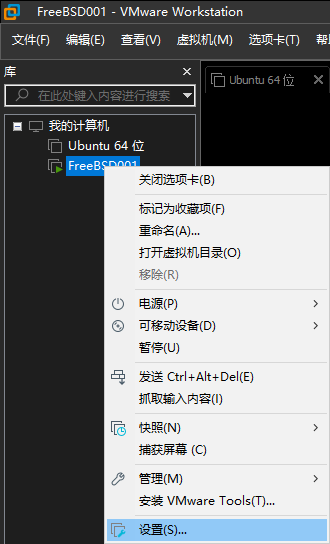 FreeBSD001 - VMware Workstation
文件(F) 编辑(E) 查看(V) 虚拟机(M) 选项卡(T)
库
在此处键入内容进行搜索
Ubuntu 64 位
我的计算机
Ubuntu 64 位
FreeBSD001
关闭选项卡(B)
标记为收藏项(F)
重命名(A)...
打开虚拟机目录(O)
移除(R)
电源(P)
可移动设备(D)
暂停(U)
发送 Ctrl+Alt+Del(E)
抓取输入内容(I)
快照(N)
捕获屏幕 (C)
管理(M)
安装 VMware Tools(T)...
设置(S)...